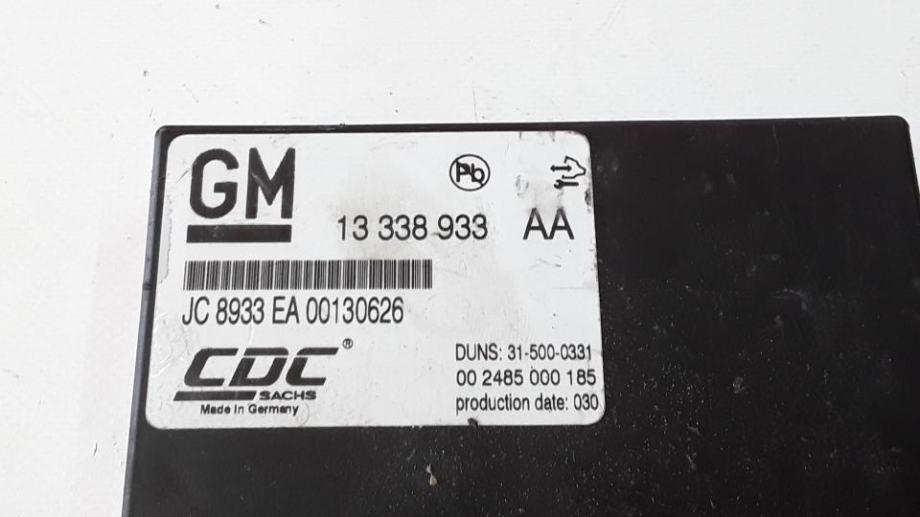 GM
Pb
13 338 933 AA
JC 8933 EA 00130626
CDC®
SACHS
Made in Germany
DUNS: 31-500-0331
00 2485 000 185
production date: 030